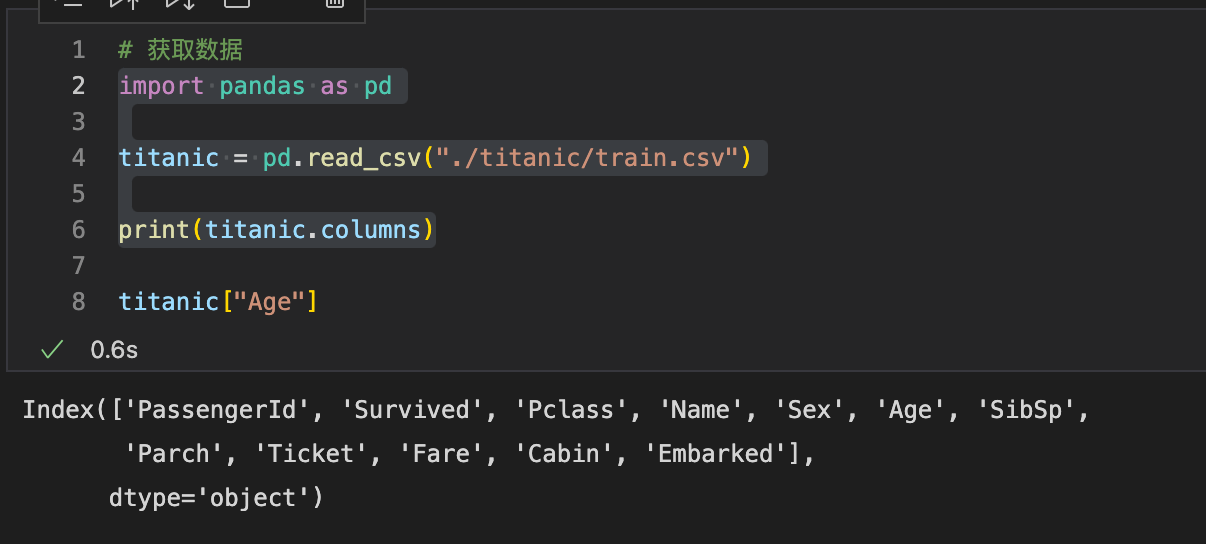 1 # 获取数据
2 import pandas as pd
3
4 titanic = pd.read_csv("./titanic/train.csv")
5
6 print(titanic.columns)
7
8 titanic["Age"]
0.6s
Index(['PassengerId', 'Survived', 'Pclass', 'Name', 'Sex', 'Age', 'SibSp',
'Parch', 'Ticket', 'Fare', 'Cabin', 'Embarked'],
dtype='object')